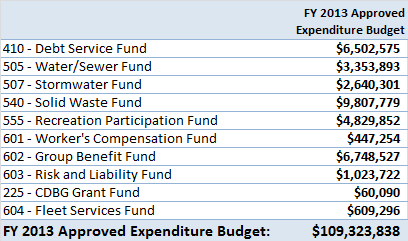 FY 2013 Approved
Expenditure Budget
410 - Debt Service Fund $6,502,575
505 - Water/Sewer Fund $3,353,893
507 - Stormwater Fund $2,640,301
540 - Solid Waste Fund $9,807,779
555 - Recreation Participation Fund $4,829,852
601 - Worker's Compensation Fund $447,254
602 - Group Benefit Fund $6,748,527
603 - Risk and Liability Fund $1,023,722
225 - CDBG Grant Fund $60,090
604 - Fleet Services Fund $609,296
FY 2013 Approved Expenditure Budget: $109,323,838